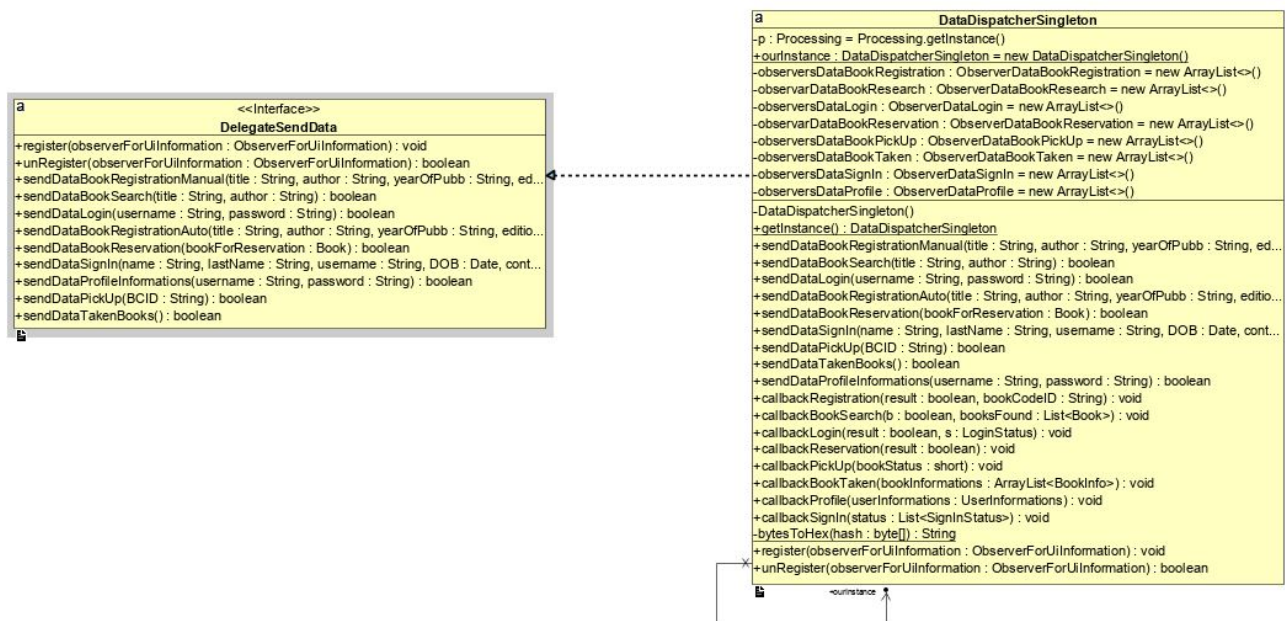 a
<<Interface>>
DelegateSendData
+register(observerForUiInformation : ObserverForUiInformation) : void
+unRegister(observerForUiInformation : ObserverForUiInformation) : boolean
+sendDataBookRegistrationManual(title : String, author : String, yearOfPubb : String, ed...
+sendDataBookSearch(title : String, author : String) : boolean
+sendDataLogin(username : String, password : String) : boolean
+sendDataBookRegistrationAuto(title : String, author : String, yearOfPubb : String, editio...
+sendDataBookReservation(bookForReservation : Book) : boolean
+sendDataSignIn(name : String, lastName : String, username : String, DOB : Date, cont...
+sendDataProfileInformations(username : String, password : String) : boolean
+sendDataPickUp(BCID : String) : boolean
+sendDataTakenBooks() : boolean
a
DataDispatcherSingleton
-p : Processing = Processing.getInstance()
+ourInstance : DataDispatcherSingleton = new DataDispatcherSingleton()
-observersDataBookRegistration : ObserverDataBookRegistration = new ArrayList<>()
-observarDataBookResearch : ObserverDataBookResearch = new ArrayList<>()
-observersDataLogin : ObserverDataLogin = new ArrayList<>()
-observarDataBookReservation : ObserverDataBookReservation = new ArrayList<>()
-observersDataBookPickUp : ObserverDataBookPickUp = new ArrayList<>()
-observersDataBookTaken : ObserverDataBookTaken = new ArrayList<>()
-observersDataSignIn : ObserverDataSignIn = new ArrayList<>()
-observersDataProfile : ObserverDataProfile = new ArrayList<>()
-DataDispatcherSingleton()
+getInstance() : DataDispatcherSingleton
+sendDataBookRegistrationManual(title : String, author : String, yearOfPubb : String, ed...
+sendDataBookSearch(title : String, author : String) : boolean
+sendDataLogin(username : String, password : String) : boolean
+sendDataBookRegistrationAuto(title : String, author : String, yearOfPubb : String, editio...
+sendDataBookReservation(bookForReservation : Book) : boolean
+sendDataSignIn(name : String, lastName : String, username : String, DOB : Date, cont...
+sendDataPickUp(BCID : String) : boolean
+sendDataTakenBooks() : boolean
+sendDataProfileInformations(username : String, password : String) : boolean
+callbackRegistration(result : boolean, bookCodeID : String) : void
+callbackBookSearch(b : boolean, booksFound : List<Book>) : void
+callbackLogin(result : boolean, s : LoginStatus) : void
+callbackReservation(result : boolean) : void
+callbackPickUp(bookStatus : short) : void
+callbackBookTaken(bookInformations : ArrayList<BookInfo>) : void
+callbackProfile(userInformations : UserInformations) : void
+callbackSignIn(status : List<SignInStatus>) : void
-bytesToHex(hash : byte[]) : String
+register(observerForUiInformation : ObserverForUiInformation) : void
+unRegister(observerForUiInformation : ObserverForUiInformation) : boolean
+ourInstance